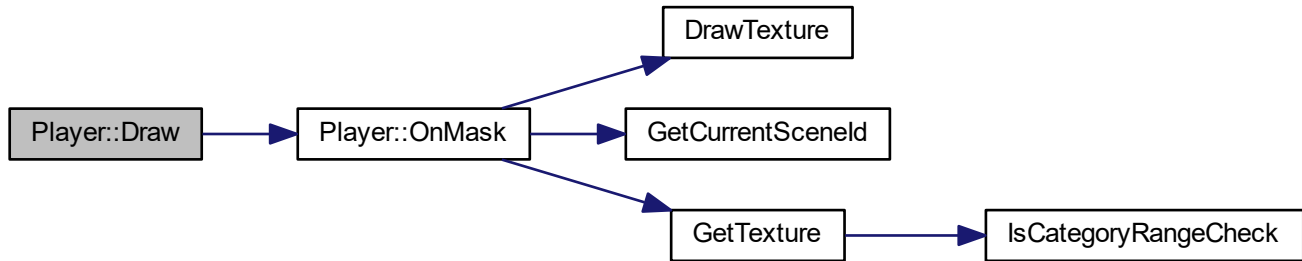 DrawTexture
Player::Draw
Player::OnMask
GetCurrentSceneId
GetTexture
IsCategoryRangeCheck